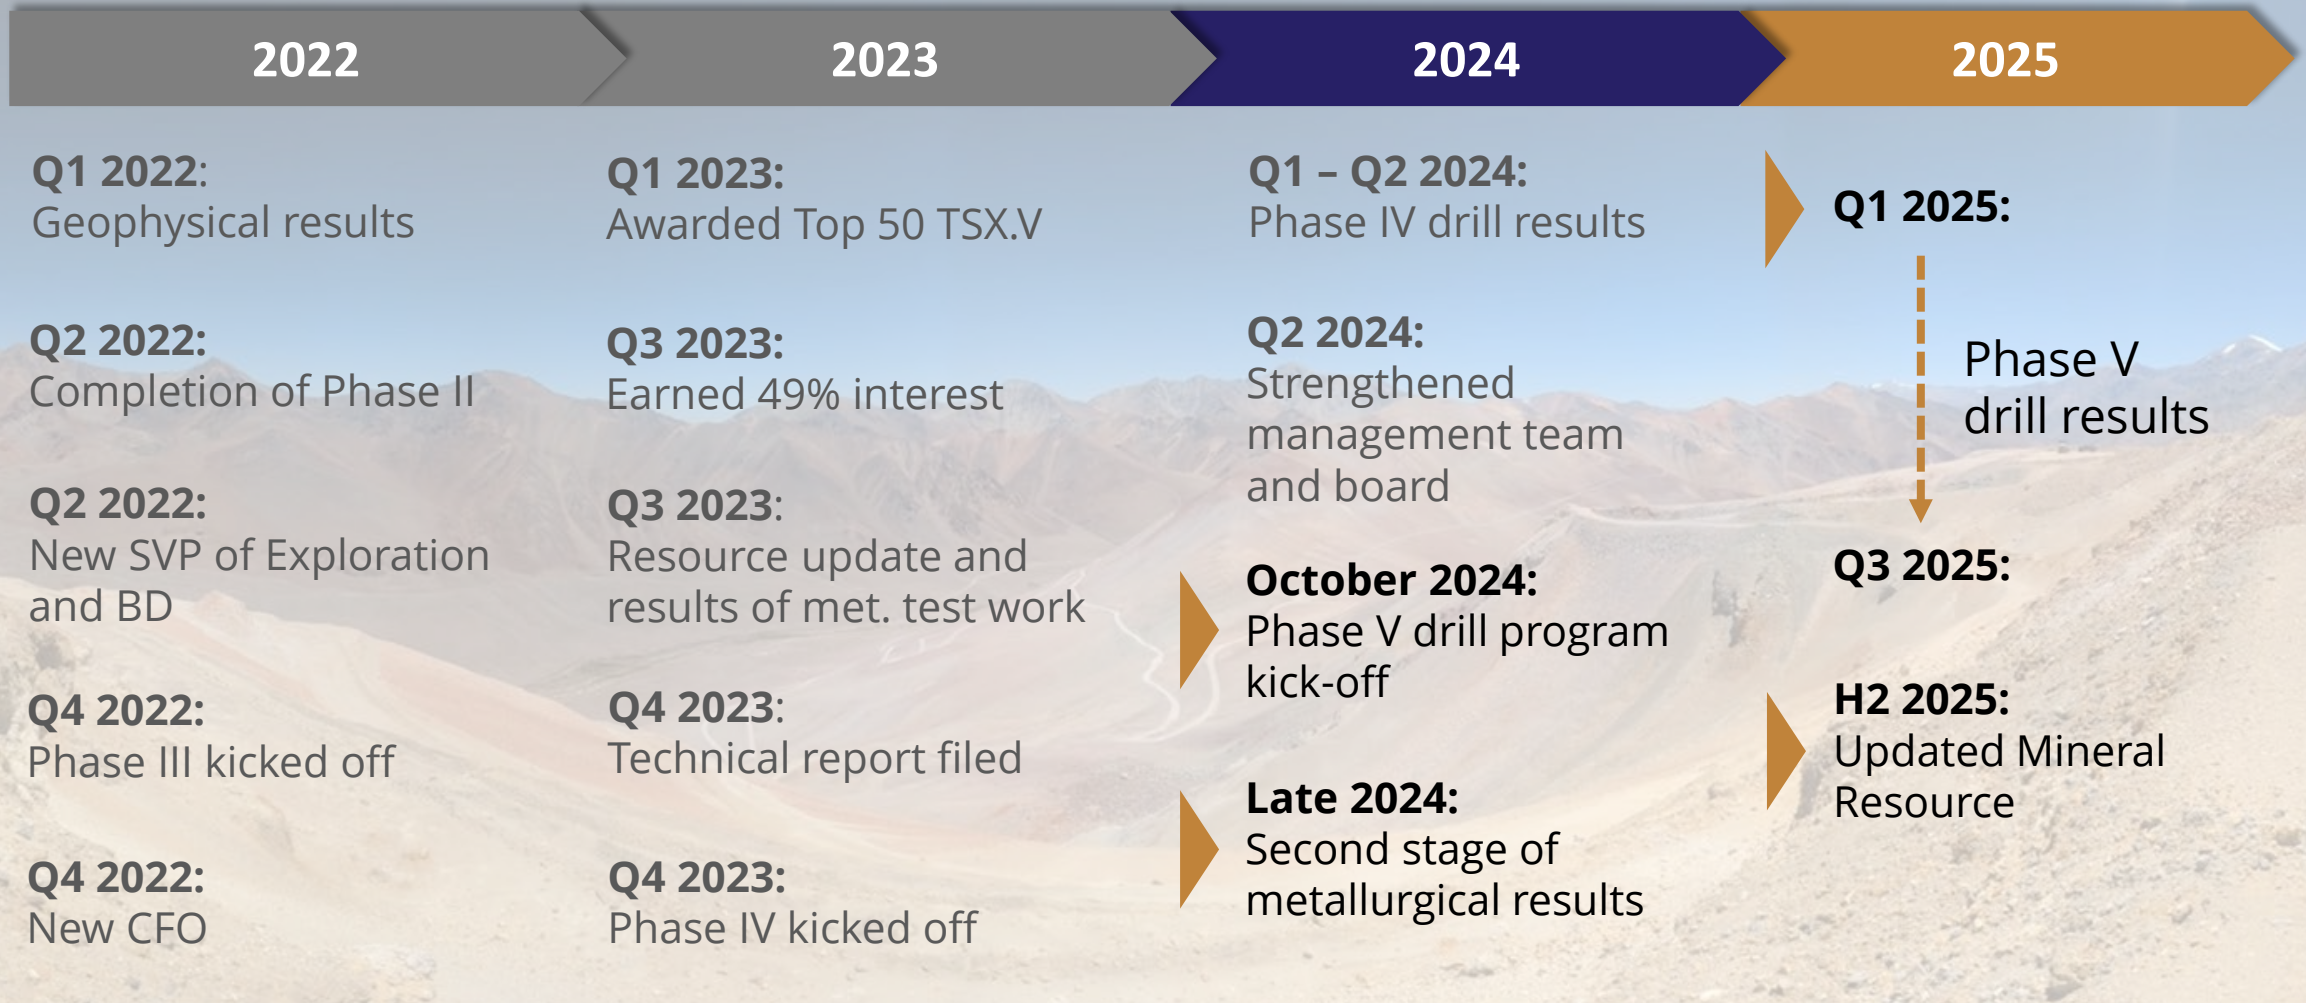 2022
2023
2024
2025
Q1 2022:
Geophysical results
Q2 2022:
Completion of Phase II
Q2 2022:
New SVP of Exploration
and BD
Q4 2022:
Phase III kicked off
Q4 2022:
New CFO
Q1 2023:
Awarded Top 50 TSX.V
Q3 2023:
Earned 49% interest
Q3 2023:
Resource update and
results of met. test work
Q4 2023:
Technical report filed
Q4 2023:
Phase IV kicked off
Q1 – Q2 2024:
Phase IV drill results
Q2 2024:
Strengthened
management team
and board
October 2024:
Phase V drill program
kick-off
Late 2024:
Second stage of
metallurgical results
Q1 2025:
Phase V
drill results
Q3 2025:
H2 2025:
Updated Mineral
Resource